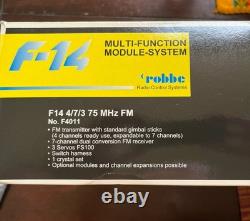 F-14
MULTI-FUNCTION
MODULE-SYSTEM
robbe
Radio Control Systems
F14 4/7/3 75 MHz FM
No. F4011
• FM transmitter with standard gimbal sticks
(4 channels ready use, expandable to 7 channels)
• 7-channel dual conversion FM receiver
• 3 Servos FS100
• Switch harness
• 1 crystal set
• Optional modules and channel expansions possible